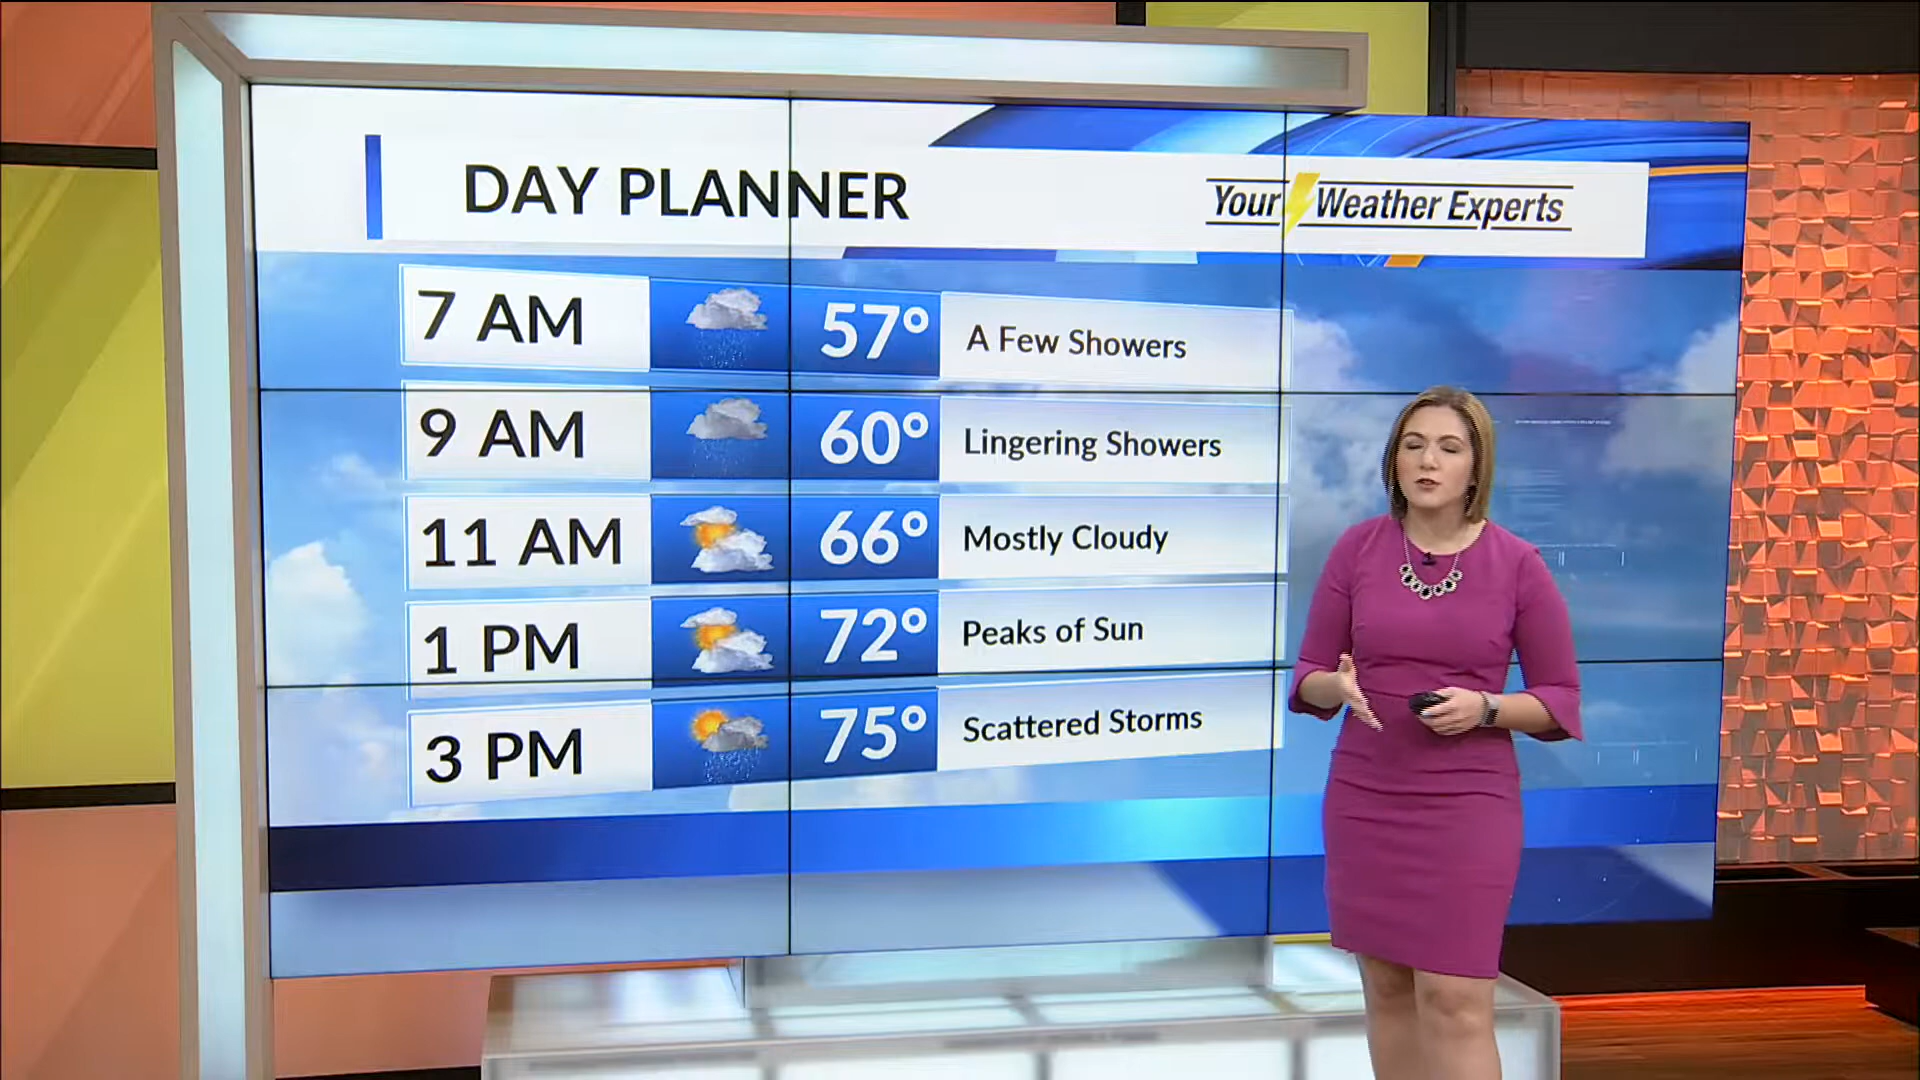 DAY PLANNER
Your Weather Experts
7 AM 57° A Few Showers
9 AM 60° Lingering Showers
11 AM 66° Mostly Cloudy
1 PM 72° Peaks of Sun
3 PM 75° Scattered Storms